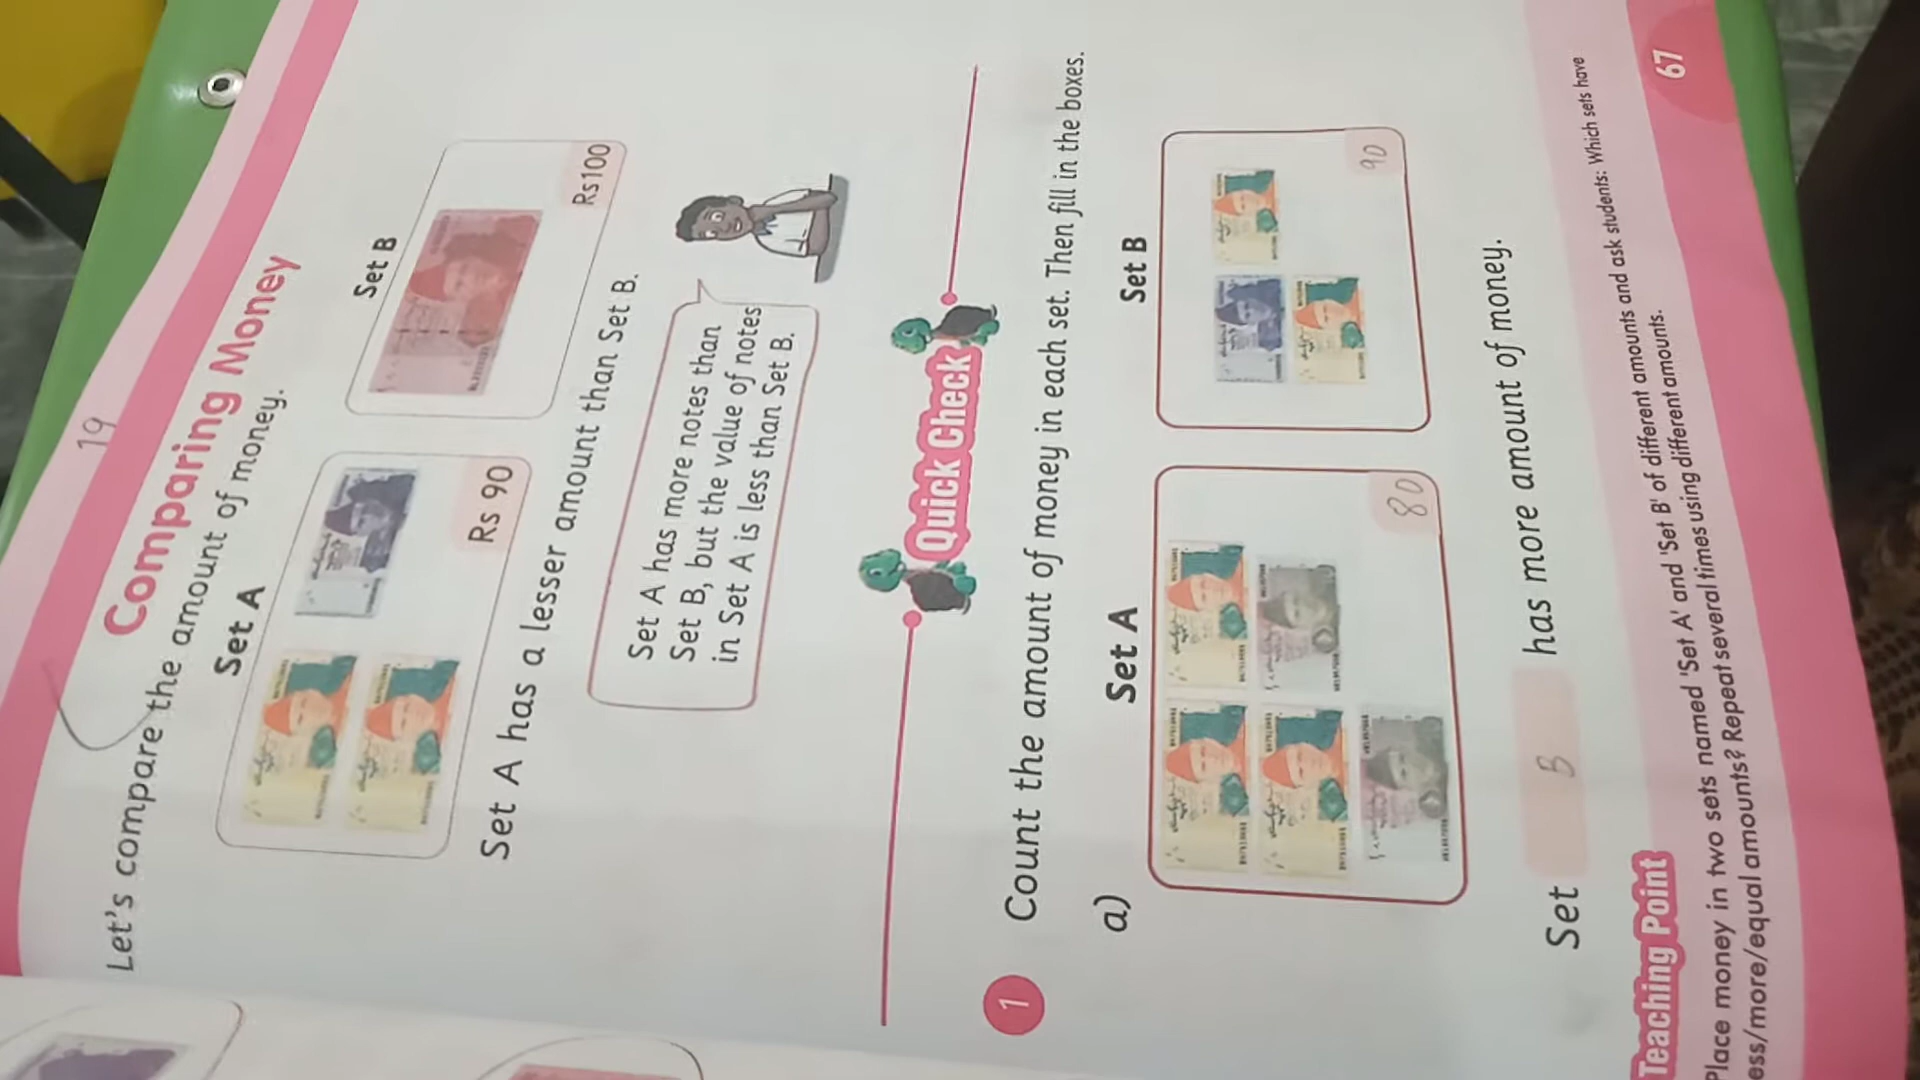 19
Comparing Money
Let's compare the amount of money.
Set A
Set B
Rs 90
Rs100
Set A has a lesser amount than Set B.
Set A has more notes than
Set B, but the value of notes
in Set A is less than Set B.
Quick Check
1 Count the amount of money in each set. Then fill in the boxes.
a)
Set A
Set B
80
90
Set B has more amount of money.
Teaching Point
Place money in two sets named 'Set A' and 'Set B' of different amounts and ask students: Which sets have
less/more/equal amounts? Repeat several times using different amounts.
67